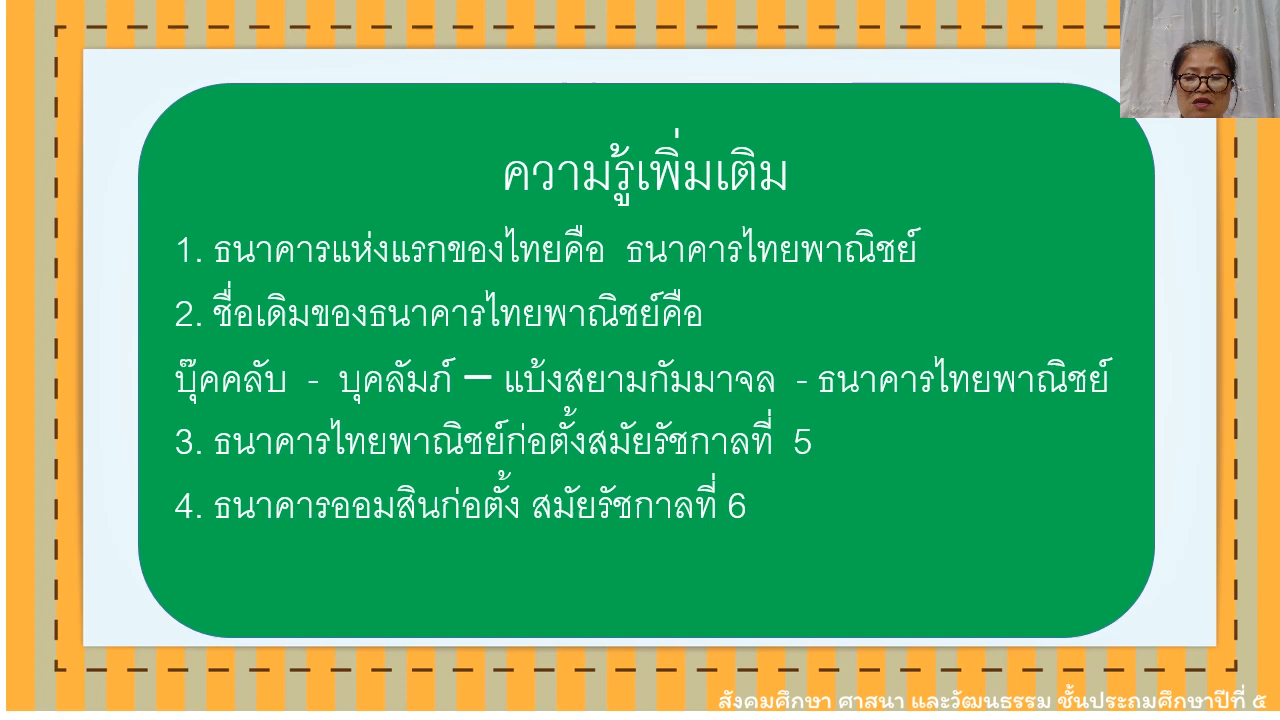 ความรู้เพิ่มเติม
1. ธนาคารแห่งแรกของไทยคือ ธนาคารไทยพาณิชย์
2. ชื่อเดิมของธนาคารไทยพาณิชย์คือ
บุ๊คคลับ - บุคลัมภ์ – แบ้งสยามกัมมาจล - ธนาคารไทยพาณิชย์
3. ธนาคารไทยพาณิชย์ก่อตั้งสมัยรัชกาลที่ 5
4. ธนาคารออมสินก่อตั้ง สมัยรัชกาลที่ 6
สังคมศึกษา ศาสนา และวัฒนธรรม ชั้นประถมศึกษาปีที่ ๕